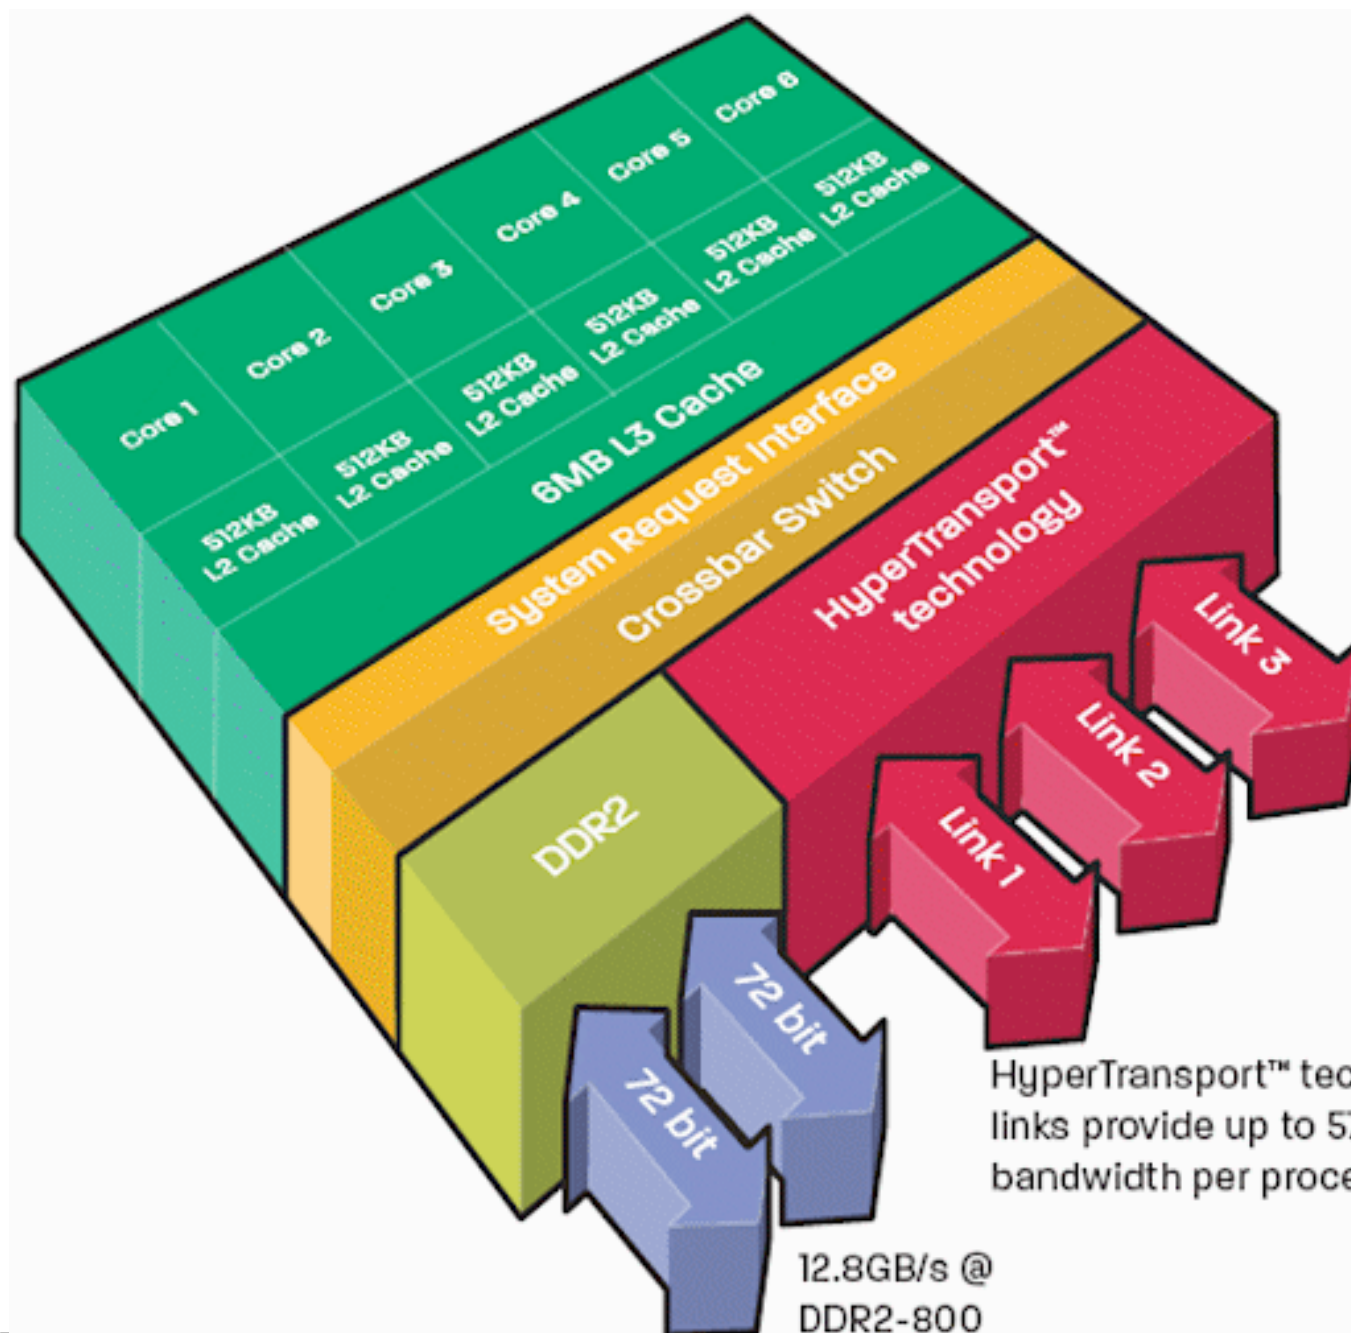 Core 1
Core 2
Core 3
Core 4
Core 5
Core 6
512KB
L2 Cache
512KB
L2 Cache
512KB
L2 Cache
512KB
L2 Cache
512KB
L2 Cache
512KB
L2 Cache
6MB L3 Cache
System Request Interface
Crossbar Switch
HyperTransport™
technology
DDR2
Link 1
Link 2
Link 3
72 bit
72 bit
HyperTransport™
links provide up to
bandwidth per
12.8GB/s @
DDR2-800